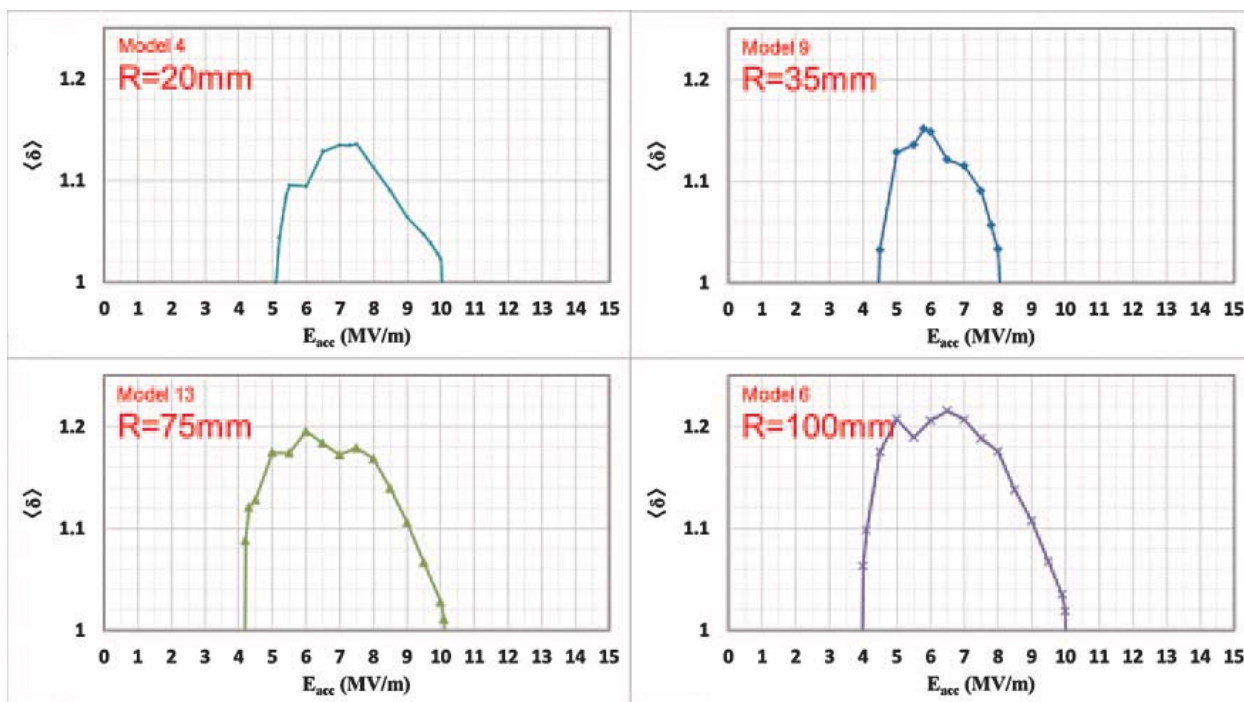 Model 4
R=20mm
1.2
1.1
1
⟨δ⟩
0 1 2 3 4 5 6 7 8 9 10 11 12 13 14 15
E_acc (MV/m)
Model 9
R=35mm
1.2
1.1
1
⟨δ⟩
0 1 2 3 4 5 6 7 8 9 10 11 12 13 14 15
E_acc (MV/m)
Model 13
R=75mm
1.2
1.1
1
⟨δ⟩
0 1 2 3 4 5 6 7 8 9 10 11 12 13 14 15
E_acc (MV/m)
Model 6
R=100mm
1.2
1.1
1
⟨δ⟩
0 1 2 3 4 5 6 7 8 9 10 11 12 13 14 15
E_acc (MV/m)